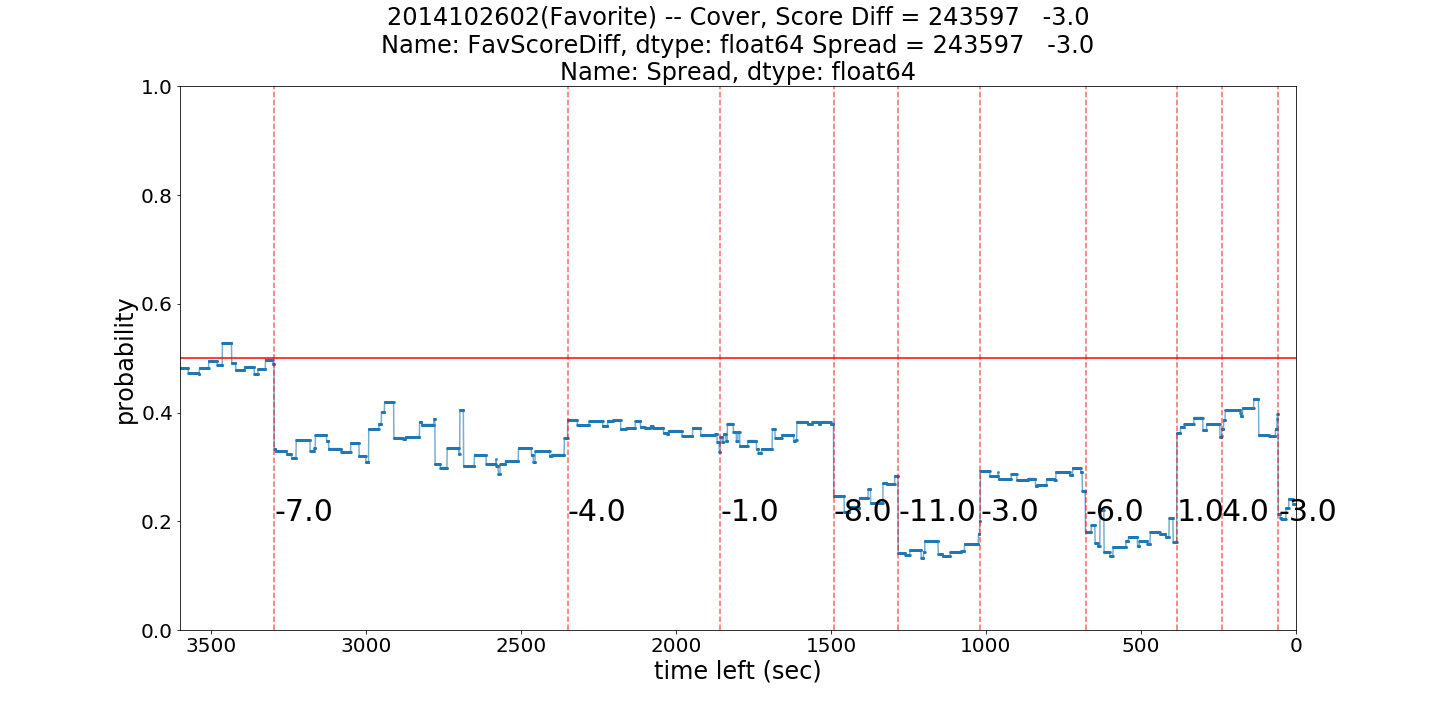 2014102602(Favorite) -- Cover, Score Diff = 243597   -3.0
Name: FavScoreDiff, dtype: float64 Spread = 243597   -3.0
Name: Spread, dtype: float64
probability
1.0
0.8
0.6
0.4
0.2
0.0
-7.0 -4.0 -1.0 -8.0 -11.0 -3.0 -6.0 1.0 4.0 -3.0
3500 3000 2500 2000 1500 1000 500 0
time left (sec)